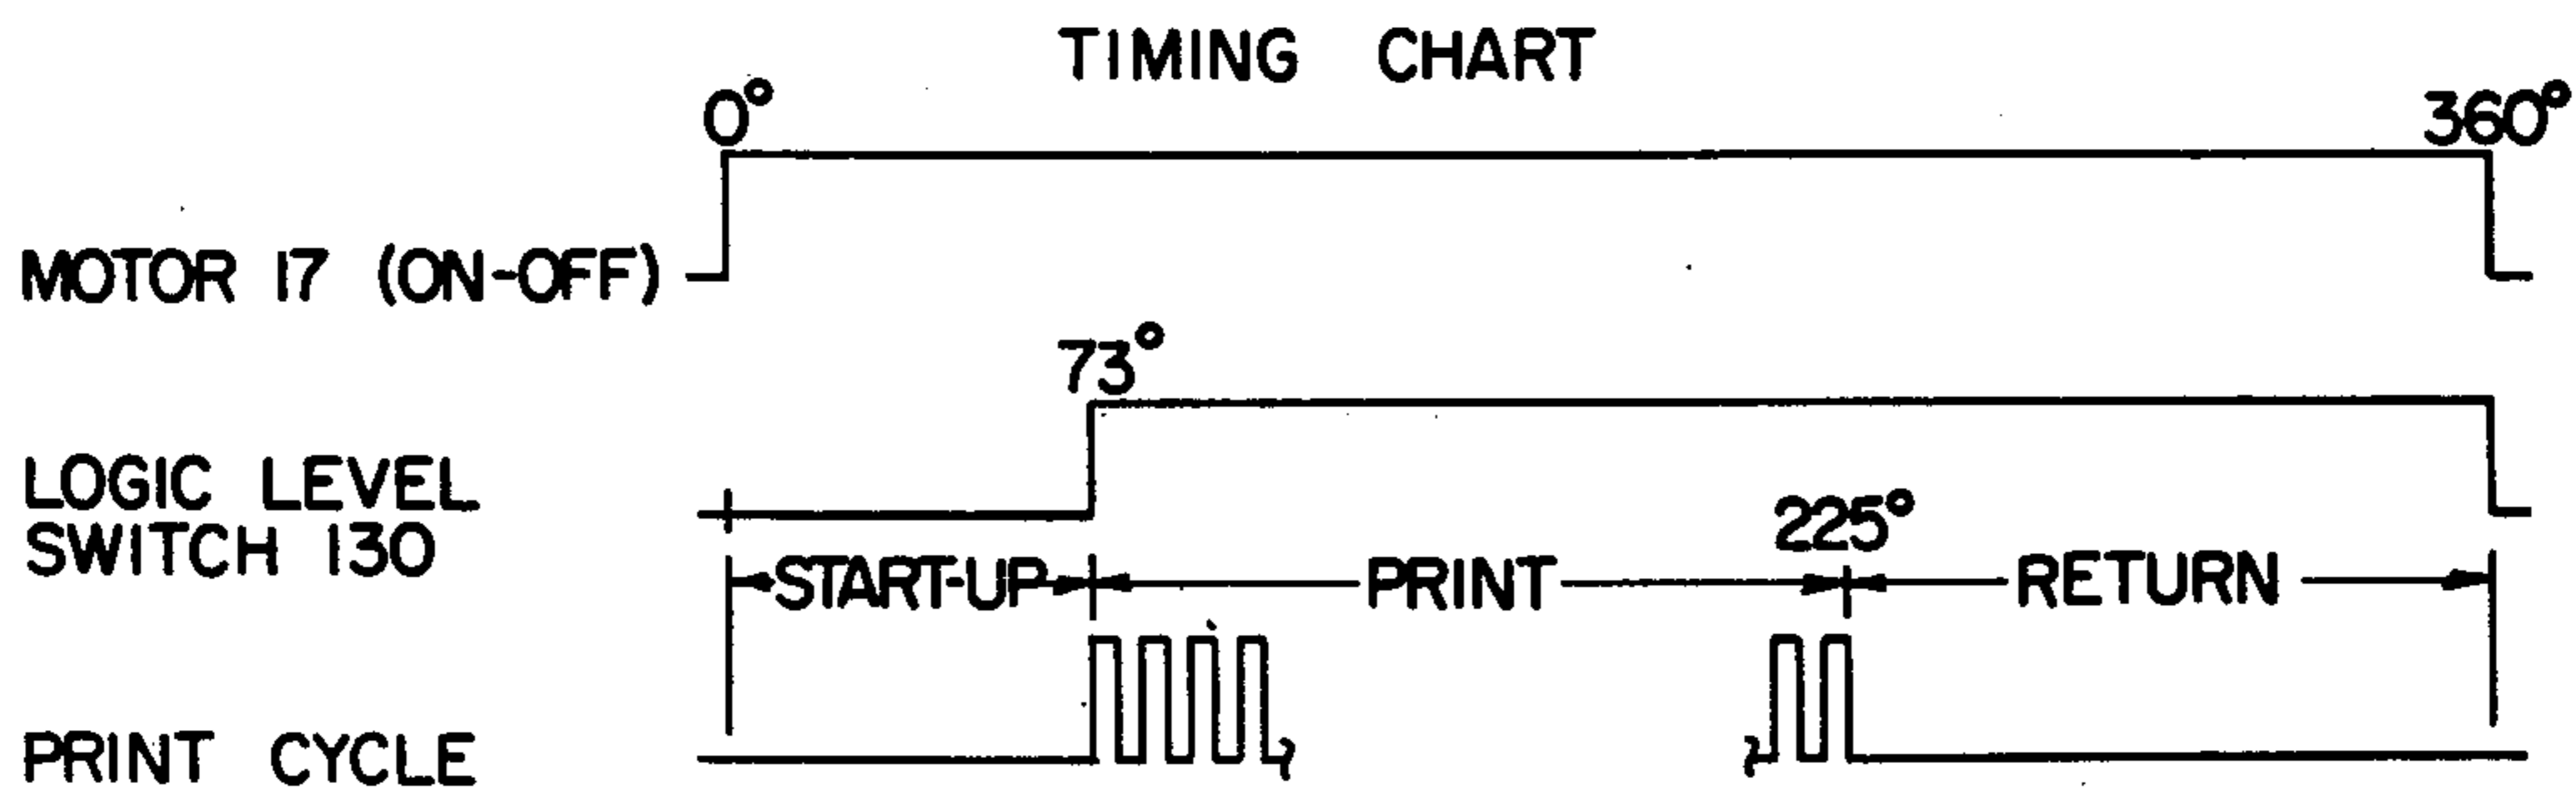 TIMING CHART
0°
360°
MOTOR 17 (ON-OFF)
73°
LOGIC LEVEL
SWITCH 130
225°
START-UP
PRINT
RETURN
PRINT CYCLE